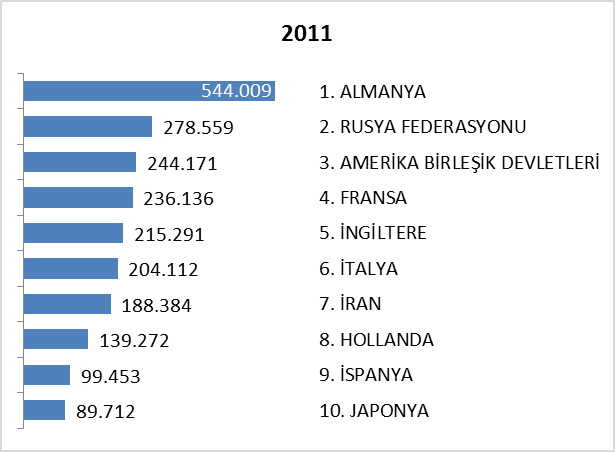 2011
544.009 1. ALMANYA
278.559 2. RUSYA FEDERASYONU
244.171 3. AMERİKA BİRLEŞİK DEVLETLERİ
236.136 4. FRANSA
215.291 5. İNGİLTERE
204.112 6. İTALYA
188.384 7. İRAN
139.272 8. HOLLANDA
99.453 9. İSPANYA
89.712 10. JAPONYA